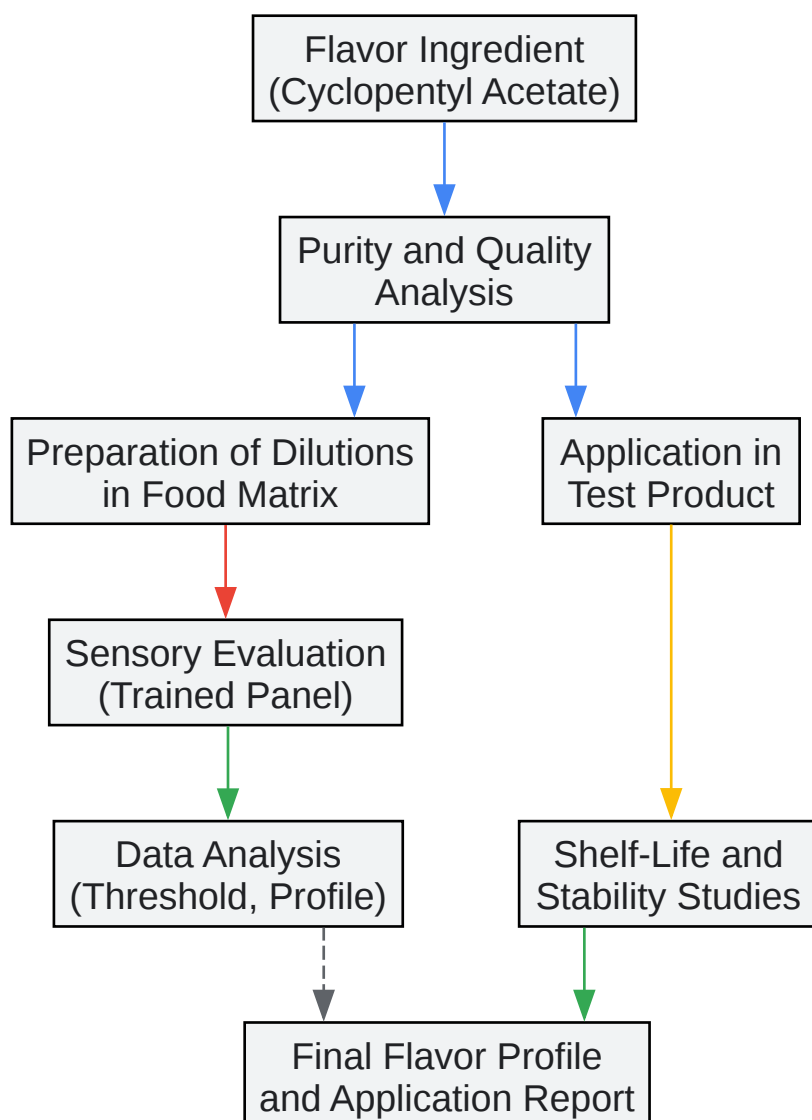 Flavor Ingredient
(Cyclopentyl Acetate)
Purity and Quality
Analysis
Preparation of Dilutions
in Food Matrix
Application in
Test Product
Sensory Evaluation
(Trained Panel)
Data Analysis
(Threshold, Profile)
Shelf-Life and
Stability Studies
Final Flavor Profile
and Application Report